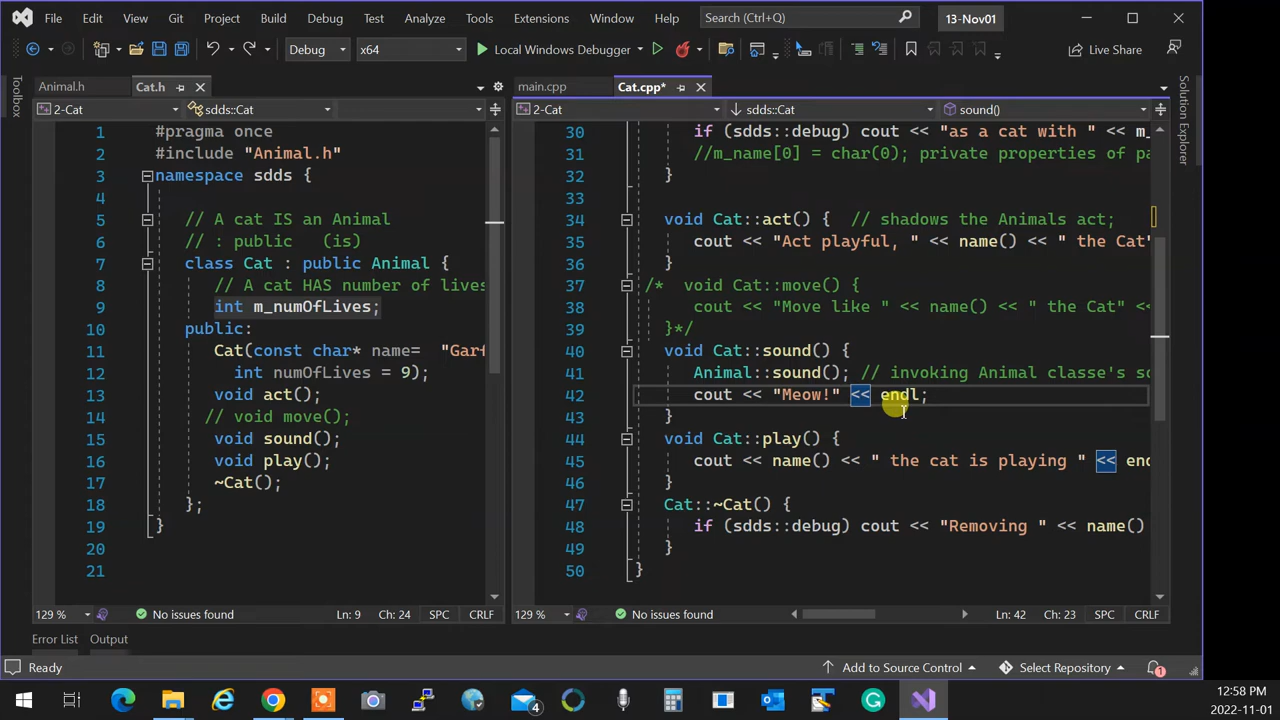 File Edit View Git Project Build Debug Test Analyze Tools Extensions Window Help Search (Ctrl+Q) 13-Nov01
Debug x64 Local Windows Debugger Live Share
Toolbox
Animal.h Cat.h
2-Cat sdds::Cat
1 #pragma once
2 #include "Animal.h"
3 namespace sdds {
4
5 // A cat IS an Animal
6 // : public (is)
7 class Cat : public Animal {
8 // A cat HAS number of lives
9 int m_numOfLives;
10 public:
11 Cat(const char* name= "Garf
12 int numOfLives = 9);
13 void act();
14 // void move();
15 void sound();
16 void play();
17 ~Cat();
18 };
19 }
20
21
129 % No issues found Ln: 9 Ch: 24 SPC CRLF
main.cpp Cat.cpp*
2-Cat sdds::Cat sound()
30 if (sdds::debug) cout << "as a cat with " << m_
31 //m_name[0] = char(0); private properties of pa
32 }
33
34 void Cat::act() { // shadows the Animals act;
35 cout << "Act playful, " << name() << " the Cat"
36 }
37 /* void Cat::move() {
38 cout << "Move like " << name() << " the Cat" <<
39 }*/
40 void Cat::sound() {
41 Animal::sound(); // invoking Animal classe's so
42 cout << "Meow!" << endl;
43 }
44 void Cat::play() {
45 cout << name() << " the cat is playing " << en
46 }
47 Cat::~Cat() {
48 if (sdds::debug) cout << "Removing " << name()
49 }
50 }
129 % No issues found Ln: 42 Ch: 23 SPC CRLF
Solution Explorer
Error List Output
Ready Add to Source Control Select Repository 1
4
12:58 PM
2022-11-01